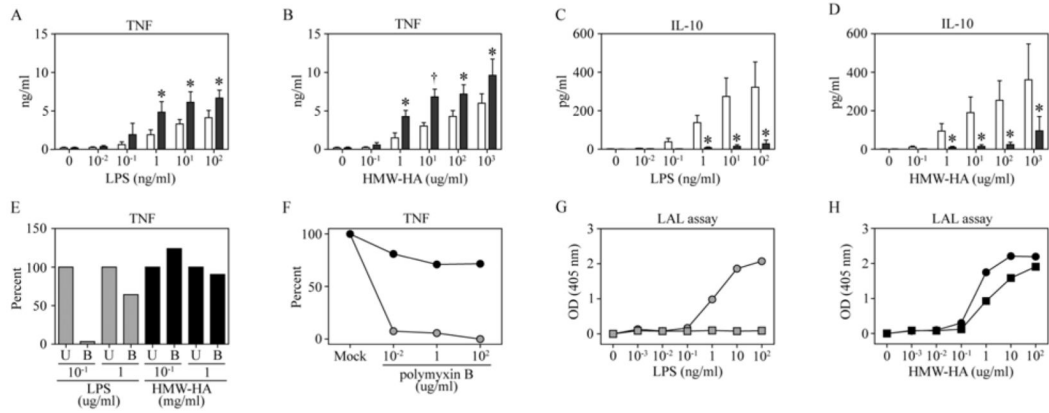 A
TNF
ng/ml
15
10
5
0
0 10⁻² 10⁻¹ 1 10¹ 10²
LPS (ng/ml)
* * *
B
TNF
ng/ml
15
10
5
0
0 10⁻¹ 1 10¹ 10² 10³
HMW-HA (ug/ml)
* † * *
C
IL-10
pg/ml
600
400
200
0
0 10⁻² 10⁻¹ 1 10¹ 10²
LPS (ng/ml)
* * *
D
IL-10
pg/ml
600
400
200
0
0 10⁻¹ 1 10¹ 10² 10³
HMW-HA (ug/ml)
* * * *
E
TNF
Percent
150
100
50
0
U B U B U B U B
10⁻¹ 1 10⁻¹ 1
LPS HMW-HA
(ug/ml) (mg/ml)
F
TNF
Percent
100
50
0
Mock 10⁻² 1 10²
polymyxin B
(ug/ml)
G
LAL assay
OD (405 nm)
3
2
1
0
0 10⁻³ 10⁻² 10⁻¹ 1 10 10²
LPS (ng/ml)
H
LAL assay
OD (405 nm)
3
2
1
0
0 10⁻³ 10⁻² 10⁻¹ 1 10 10²
HMW-HA (ug/ml)